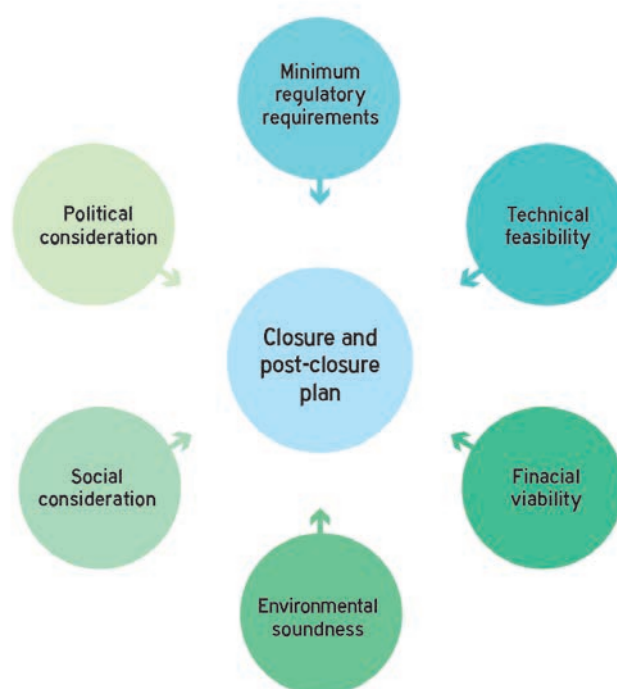 Minimum
regulatory
requirements
Political
consideration
Technical
feasibility
Closure and
post-closure
plan
Social
consideration
Finacial
viability
Environmental
soundness